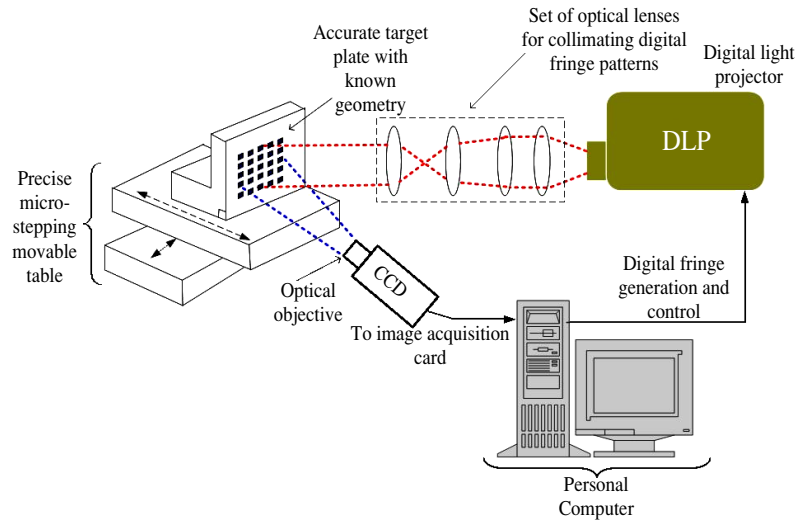 Set of optical lenses
for collimating digital
fringe patterns
Accurate target
plate with
known
geometry
Digital light
projector
DLP
Precise
micro-
stepping
movable
table
CCD
Optical
objective
To image acquisition
card
Digital fringe
generation and
control
Personal
Computer